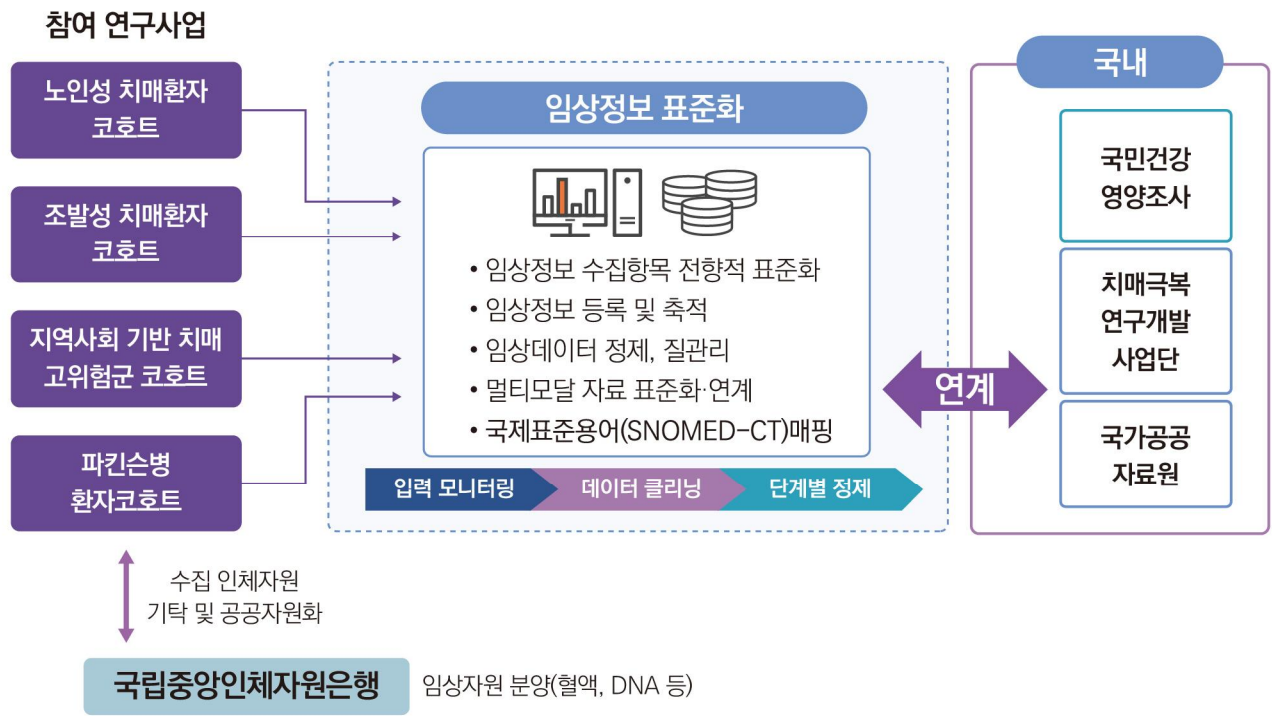 참여 연구사업
노인성 치매환자
코호트
조발성 치매환자
코호트
지역사회 기반 치매
고위험군 코호트
파킨슨병
환자코호트
수집 인체자원
기탁 및 공공자원화
국립중앙인체자원은행
임상자원 분양(혈액, DNA 등)
임상정보 표준화
• 임상정보 수집항목 전향적 표준화
• 임상정보 등록 및 축적
• 임상데이터 정제, 질관리
• 멀티모달 자료 표준화·연계
• 국제표준용어(SNOMED-CT)매핑
입력 모니터링
데이터 클리닝
단계별 정제
연계
국내
국민건강
영양조사
치매극복
연구개발
사업단
국가공공
자료원